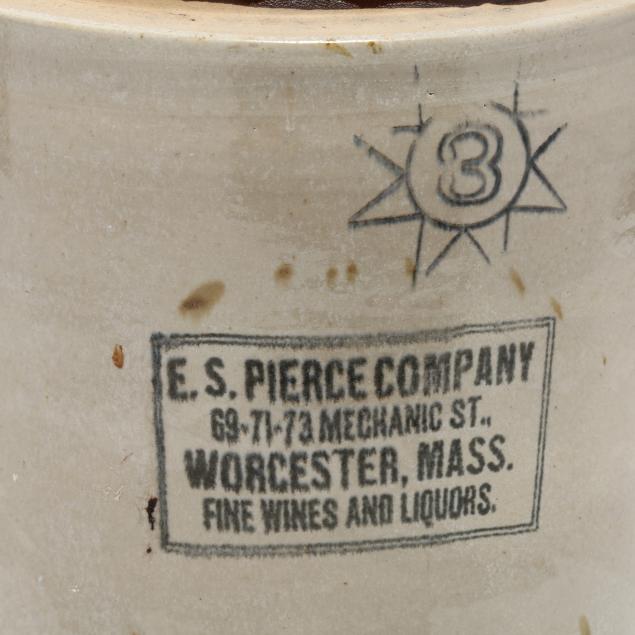 3
E. S. PIERCE COMPANY
69-71-73 MECHANIC ST.,
WORCESTER, MASS.
FINE WINES AND LIQUORS.